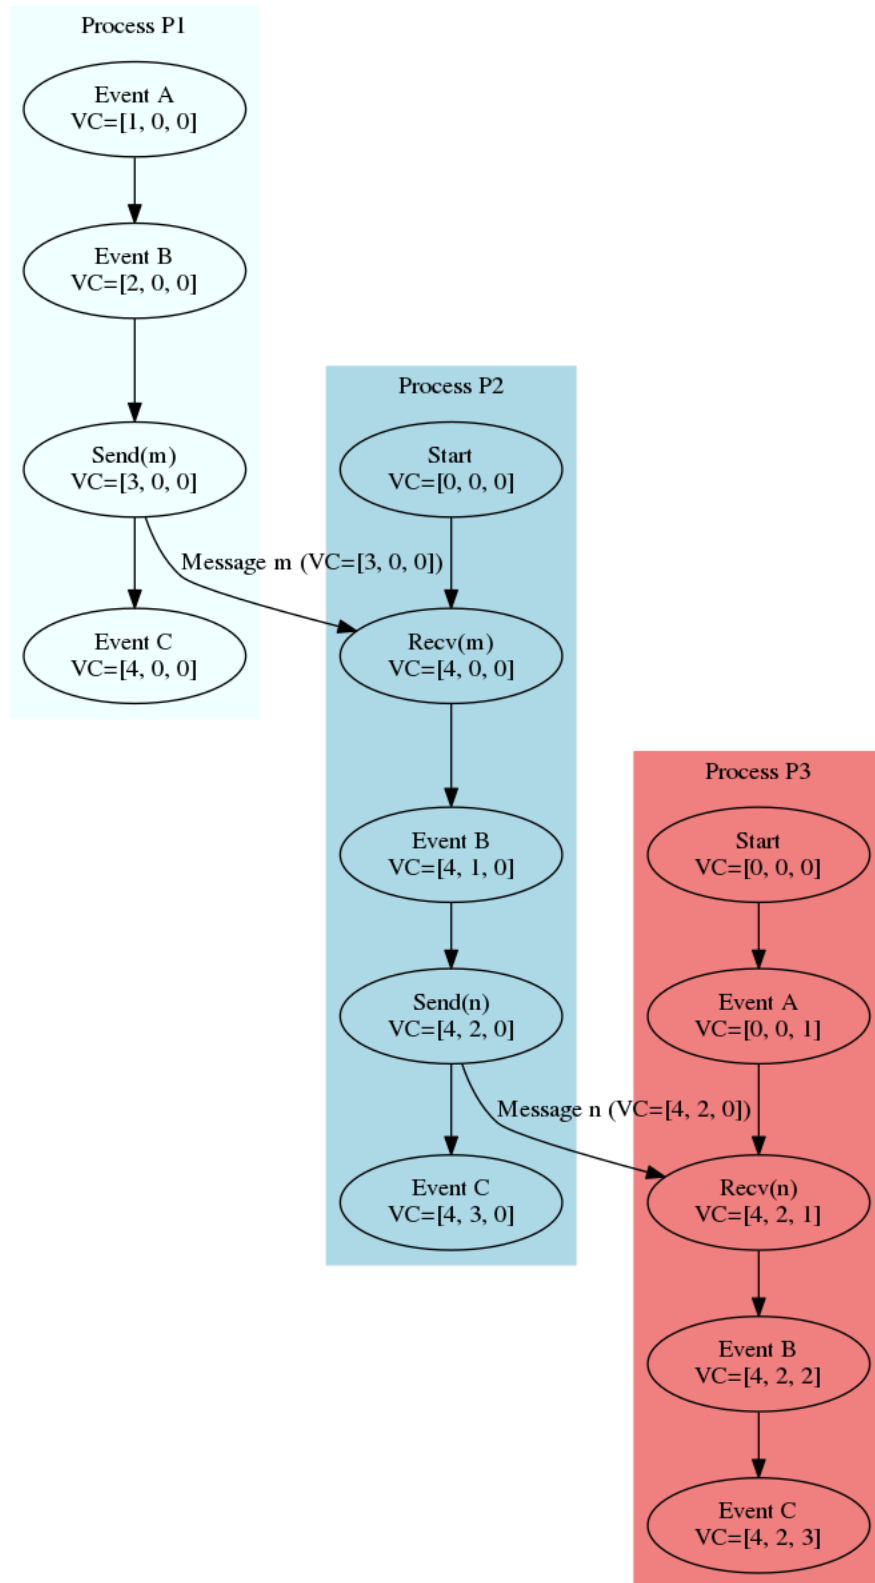 Process P1
Event A
VC=[1, 0, 0]
Event B
VC=[2, 0, 0]
Send(m)
VC=[3, 0, 0]
Event C
VC=[4, 0, 0]
Message m (VC=[3, 0, 0])
Process P2
Start
VC=[0, 0, 0]
Recv(m)
VC=[4, 0, 0]
Event B
VC=[4, 1, 0]
Send(n)
VC=[4, 2, 0]
Event C
VC=[4, 3, 0]
Message n (VC=[4, 2, 0])
Process P3
Start
VC=[0, 0, 0]
Event A
VC=[0, 0, 1]
Recv(n)
VC=[4, 2, 1]
Event B
VC=[4, 2, 2]
Event C
VC=[4, 2, 3]